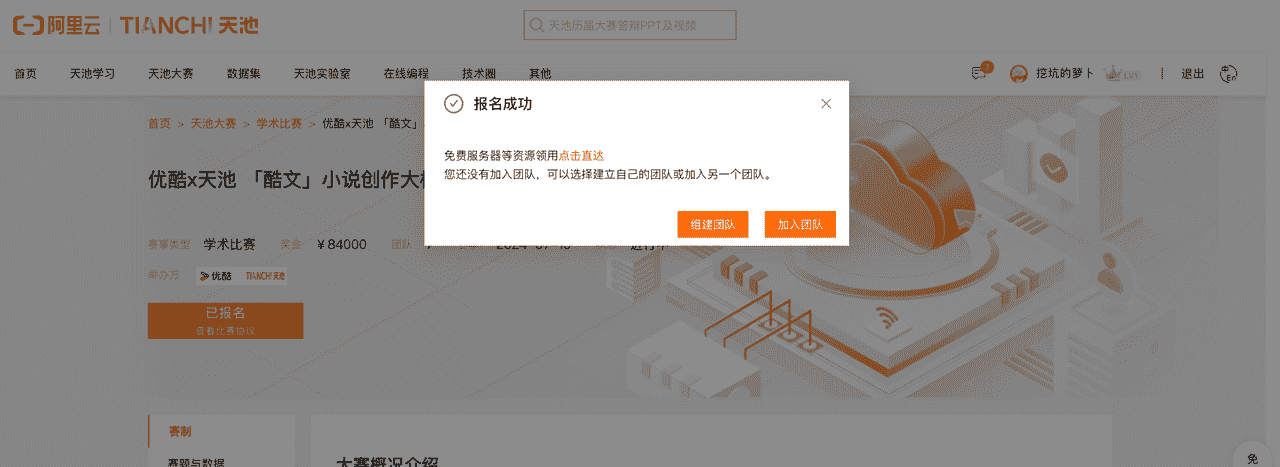 阿里云 | TIANCHI 天池
天池历届大赛答辩PPT及视频
首页 天池学习 天池大赛 数据集 天池实验室 在线编程 技术圈 其他 2 挖坑的萝卜 LV1 退出 中 En
报名成功
首页 > 天池大赛 > 学术比赛 > 优酷x天池 「酷文」
免费服务器等资源领用点击直达
您还没有加入团队，可以选择建立自己的团队或加入另一个团队。
优酷x天池 「酷文」小说创作大
组建团队 加入团队
赛事类型 学术比赛 奖金 ￥84000 团队
举办方 优酷 TIANCHI 天池
已报名
查看比赛协议
赛制
赛题与数据
大赛概况介绍
免